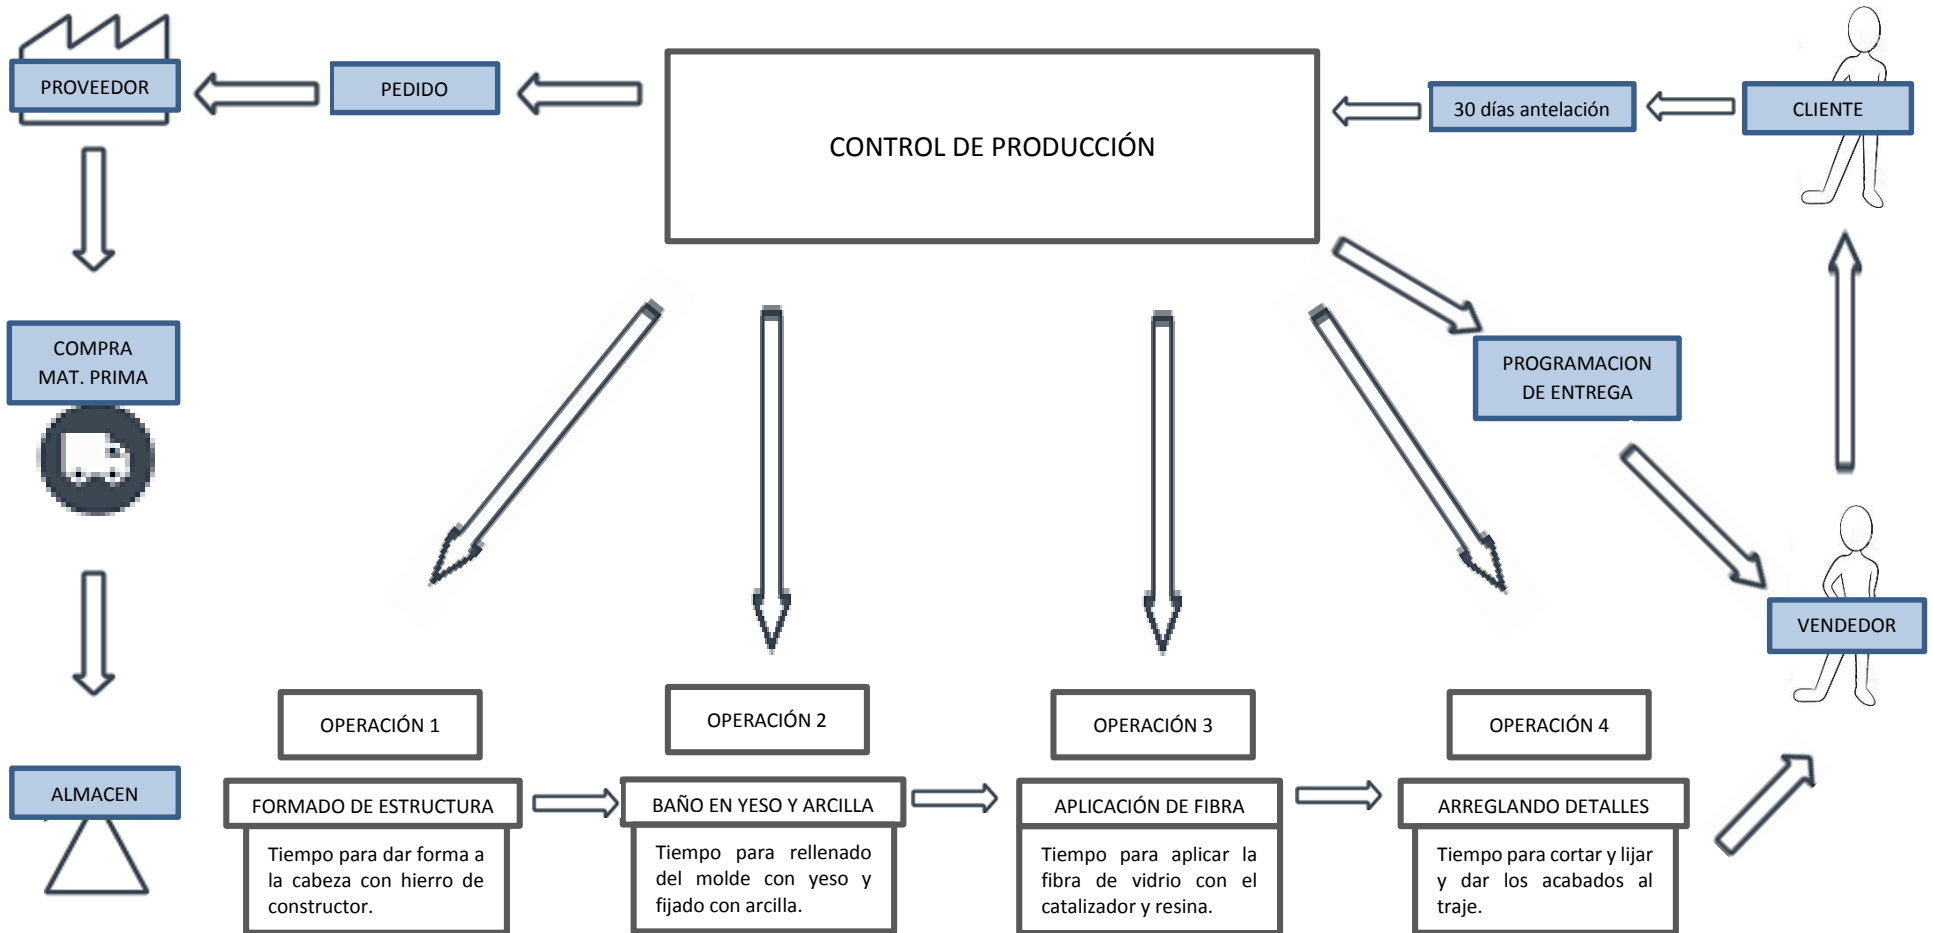 PROVEEDOR
PEDIDO
CONTROL DE PRODUCCIÓN
30 días antelación
CLIENTE
COMPRA
MAT. PRIMA
PROGRAMACION
DE ENTREGA
VENDEDOR
ALMACEN
OPERACIÓN 1
FORMADO DE ESTRUCTURA
Tiempo para dar forma a
la cabeza con hierro de
constructor.
OPERACIÓN 2
BAÑO EN YESO Y ARCILLA
Tiempo para rellenado
del molde con yeso y
fijado con arcilla.
OPERACIÓN 3
APLICACIÓN DE FIBRA
Tiempo para aplicar la
fibra de vidrio con el
catalizador y resina.
OPERACIÓN 4
ARREGLANDO DETALLES
Tiempo para cortar y lijar
y dar los acabados al
traje.